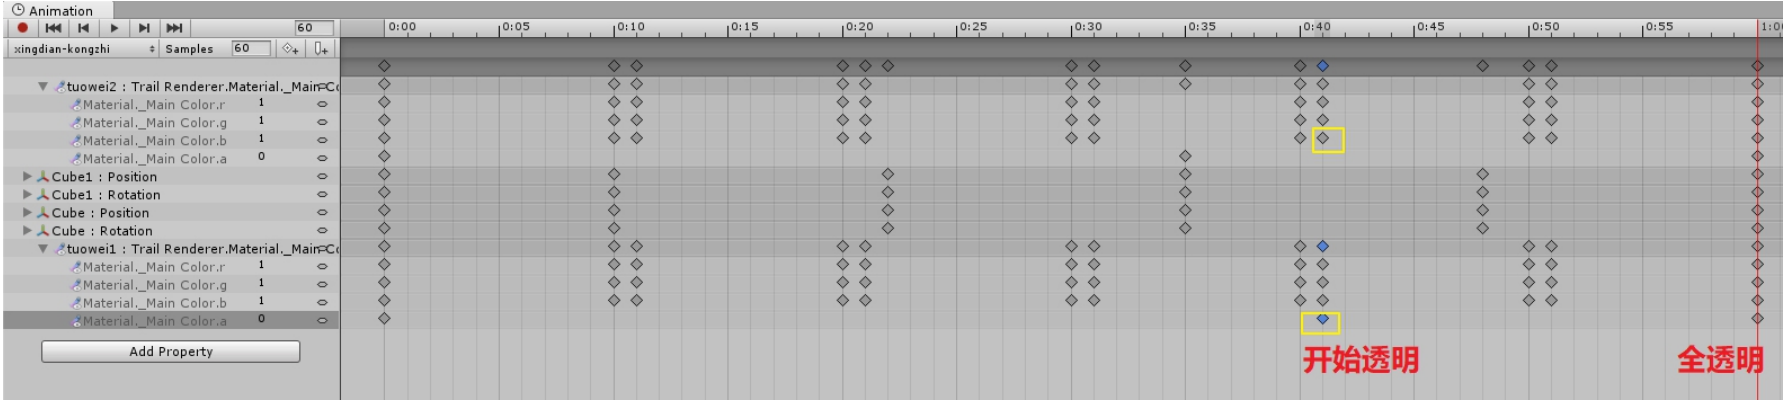 Animation
60
0:00 0:05 0:10 0:15 0:20 0:25 0:30 0:35 0:40 0:45 0:50 0:55 1:0
xingdian-kongzhi Samples 60
tuowei2 : Trail Renderer.Material._Main Co
Material._Main Color.r 1
Material._Main Color.g 1
Material._Main Color.b 1
Material._Main Color.a 0
Cube1 : Position
Cube1 : Rotation
Cube : Position
Cube : Rotation
tuowei1 : Trail Renderer.Material._Main Co
Material._Main Color.r 1
Material._Main Color.g 1
Material._Main Color.b 1
Material._Main Color.a 0
Add Property
开始透明 全透明